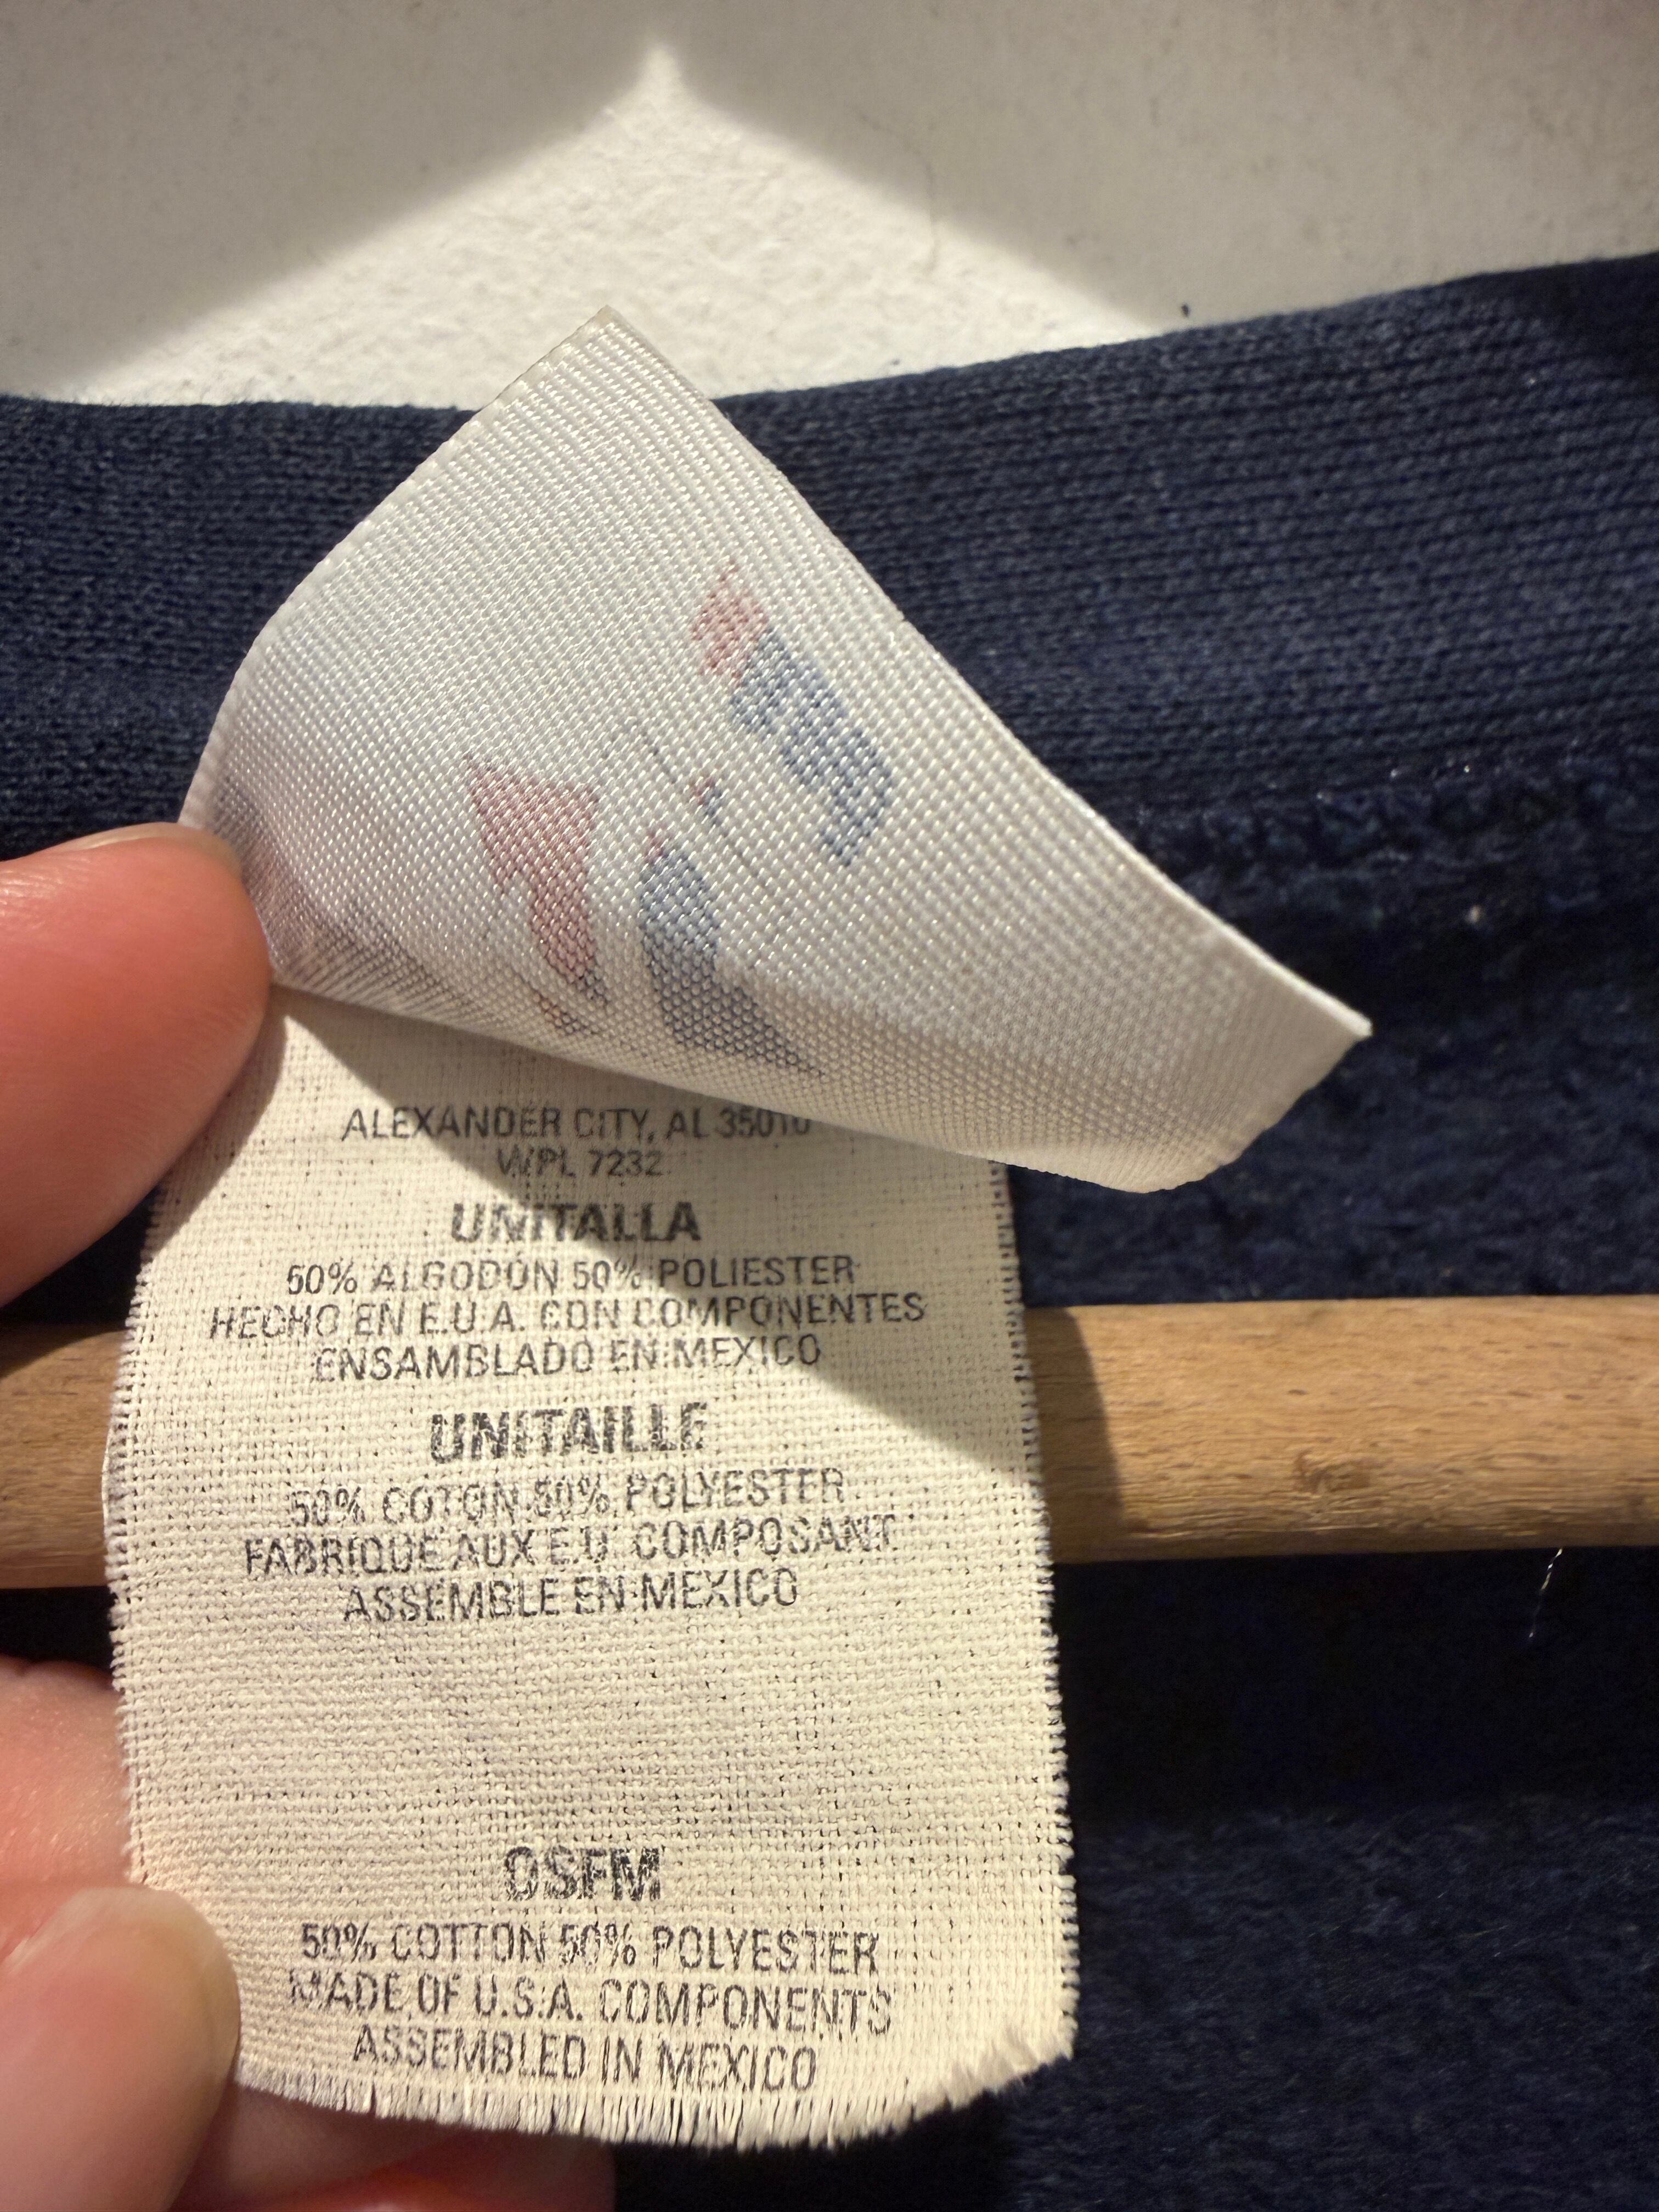 ALEXANDER CITY, AL 35010
WPL 7232
UNITALLA
50% ALGODÓN 50% POLIESTER
HECHO EN E.U.A. CON COMPONENTES
ENSAMBLADO EN MEXICO
UNITAILLE
50% COTON 50% POLYESTER
FABRIQUE AUX E.U. COMPOSANT
ASSEMBLE EN MEXICO
OSFM
50% COTTON 50% POLYESTER
MADE OF U.S.A. COMPONENTS
ASSEMBLED IN MEXICO